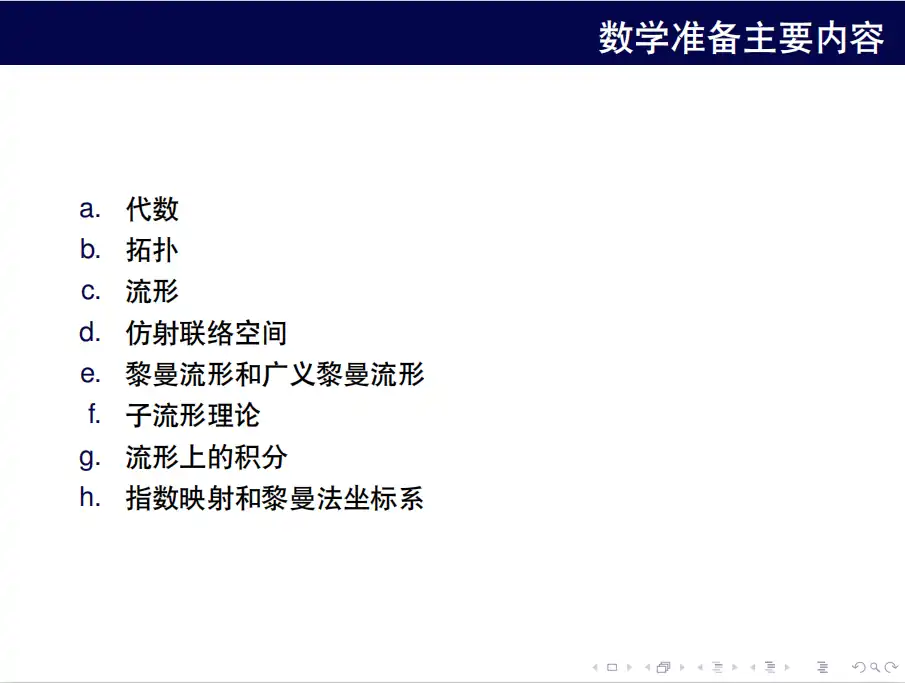 数学准备主要内容
a. 代数
b. 拓扑
c. 流形
d. 仿射联络空间
e. 黎曼流形和广义黎曼流形
f. 子流形理论
g. 流形上的积分
h. 指数映射和黎曼法坐标系